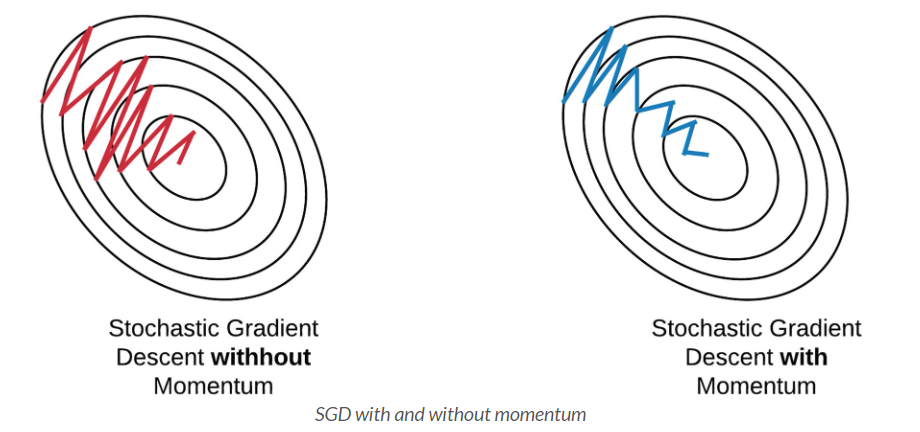 Stochastic Gradient
Descent withhout
Momentum
Stochastic Gradient
Descent with
Momentum
SGD with and without momentum